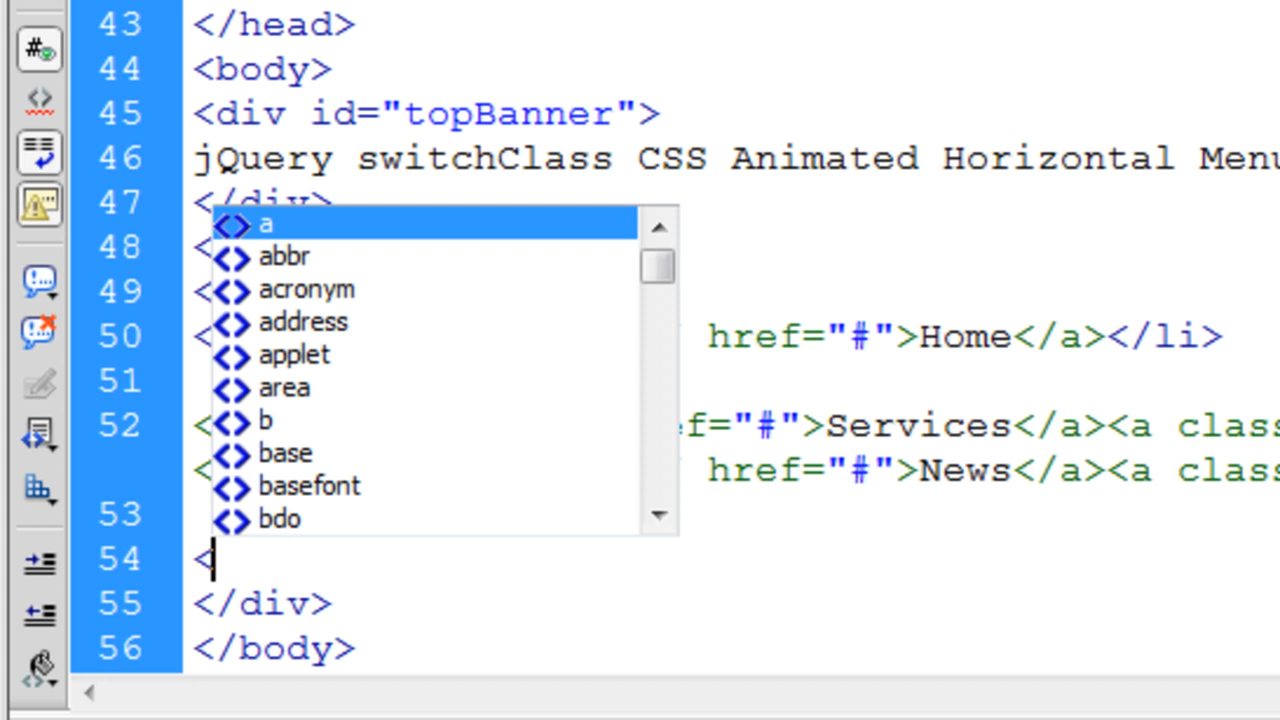 43 </head>
44 <body>
45 <div id="topBanner">
46 jQuery switchClass CSS Animated Horizontal Menu
47 </div>
48 <
49 <
50 < href="#">Home</a></li>
51
52 < ef="#">Services</a><a class
< href="#">News</a><a class
53
54 <
55 </div>
56 </body>
a
abbr
acronym
address
applet
area
b
base
basefont
bdo